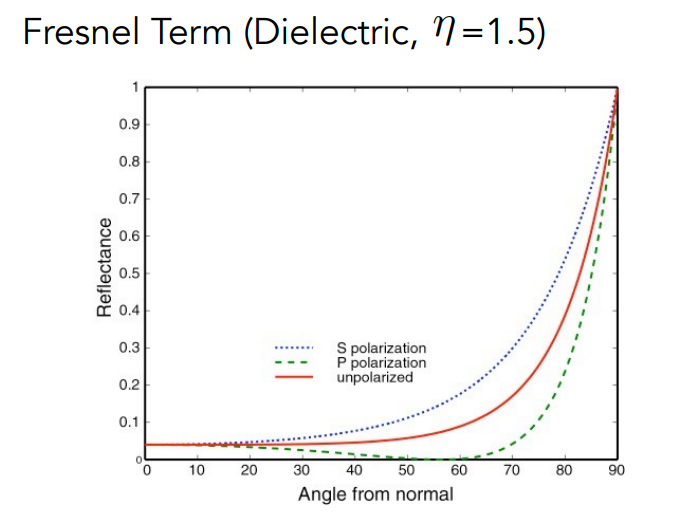 Fresnel Term (Dielectric, η=1.5)
1
0.9
0.8
0.7
0.6
0.5
0.4
0.3
0.2
0.1
0
Reflectance
S polarization
P polarization
unpolarized
0 10 20 30 40 50 60 70 80 90
Angle from normal